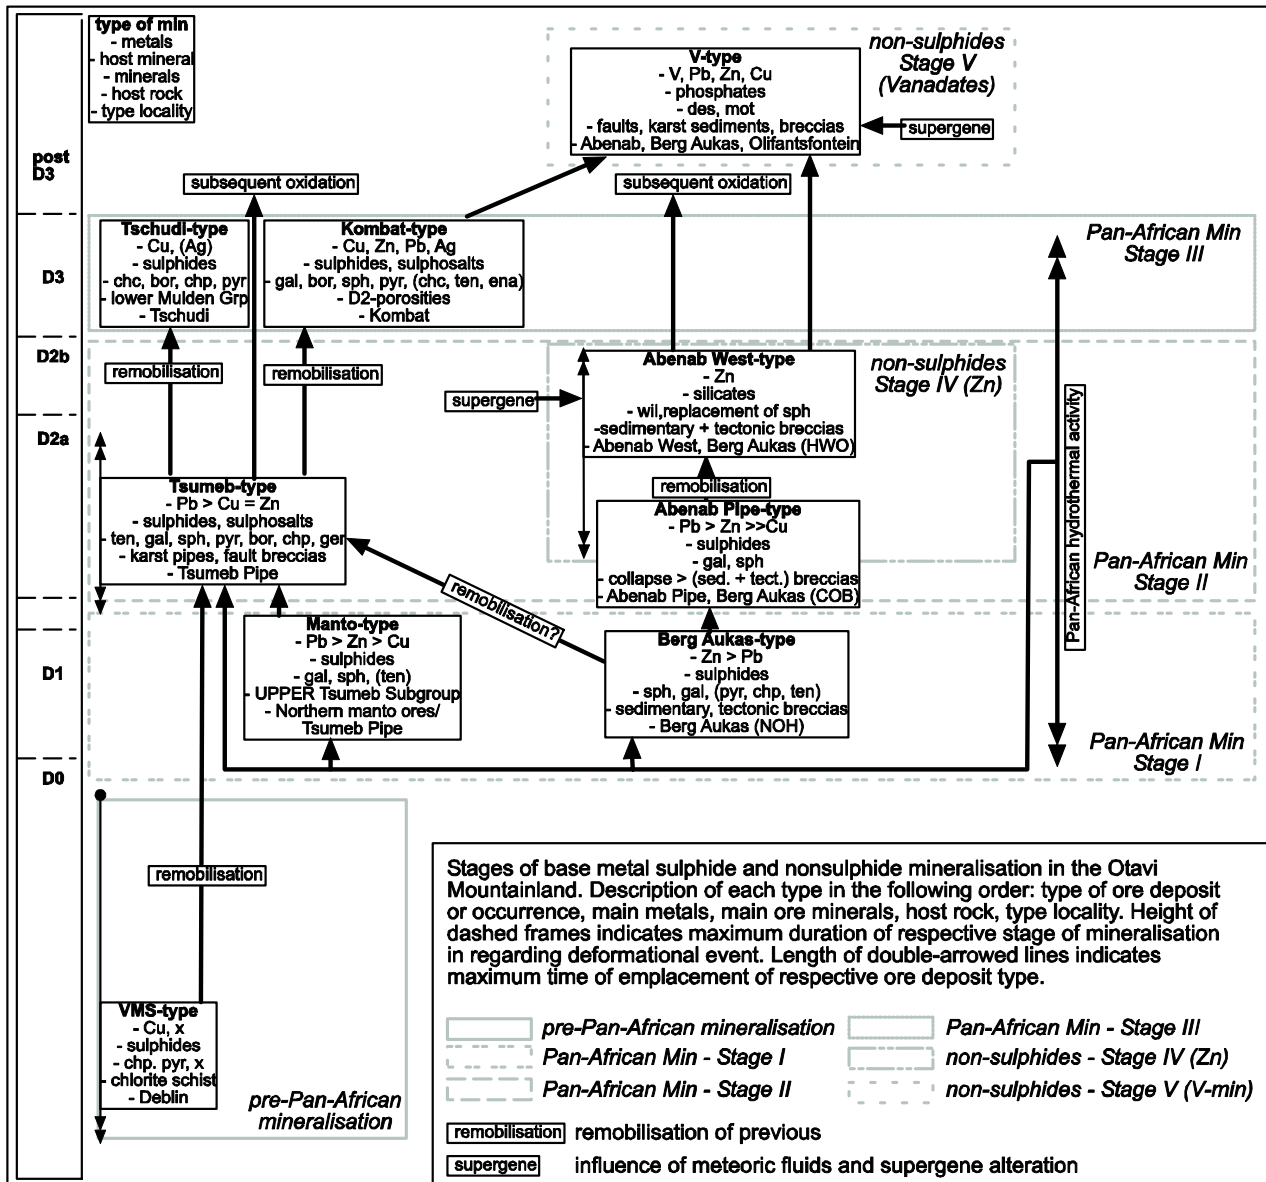 type of min
- metals
- host mineral
- minerals
- host rock
- type locality
post
D3
D3
D2b
D2a
D1
D0
non-sulphides
Stage V
(Vanadates)
V-type
- V, Pb, Zn, Cu
- phosphates
- des, mot
- faults, karst sediments, breccias
- Abenab, Berg Aukas, Olifantsfontein
supergene
subsequent oxidation
subsequent oxidation
Tschudi-type
- Cu, (Ag)
- sulphides
- chc, bor, chp, pyr
- lower Mulden Grp
- Tschudi
Kombat-type
- Cu, Zn, Pb, Ag
- sulphides, sulphosalts
- gal, bor, sph, pyr, (chc, ten, ena)
- D2-porosities
- Kombat
Pan-African Min
Stage III
remobilisation
remobilisation
Abenab West-type
- Zn
- silicates
- wil,replacement of sph
-sedimentary + tectonic breccias
- Abenab West, Berg Aukas (HWO)
non-sulphides
Stage IV (Zn)
supergene
remobilisation
Tsumeb-type
- Pb > Cu = Zn
- sulphides, sulphosalts
- ten, gal, sph, pyr, bor, chp, ger
- karst pipes, fault breccias
- Tsumeb Pipe
Abenab Pipe-type
- Pb > Zn >>Cu
- sulphides
- gal, sph
- collapse > (sed. + tect.) breccias
- Abenab Pipe, Berg Aukas (COB)
Pan-African hydrothermal activity
Pan-African Min
Stage II
remobilisation?
Manto-type
- Pb > Zn > Cu
- sulphides
- gal, sph, (ten)
- UPPER Tsumeb Subgroup
- Northern manto ores/
Tsumeb Pipe
Berg Aukas-type
- Zn > Pb
- sulphides
- sph, gal, (pyr, chp, ten)
- sedimentary, tectonic breccias
- Berg Aukas (NOH)
Pan-African Min
Stage I
remobilisation
VMS-type
- Cu, x
- sulphides
- chp. pyr, x
- chlorite schist
- Deblin
pre-Pan-African
mineralisation
Stages of base metal sulphide and nonsulphide mineralisation in the Otavi
Mountainland. Description of each type in the following order: type of ore deposit
or occurrence, main metals, main ore minerals, host rock, type locality. Height of
dashed frames indicates maximum duration of respective stage of mineralisation
in regarding deformational event. Length of double-arrowed lines indicates
maximum time of emplacement of respective ore deposit type.
pre-Pan-African mineralisation
Pan-African Min - Stage I
Pan-African Min - Stage II
Pan-African Min - Stage III
non-sulphides - Stage IV (Zn)
non-sulphides - Stage V (V-min)
remobilisation remobilisation of previous
supergene influence of meteoric fluids and supergene alteration